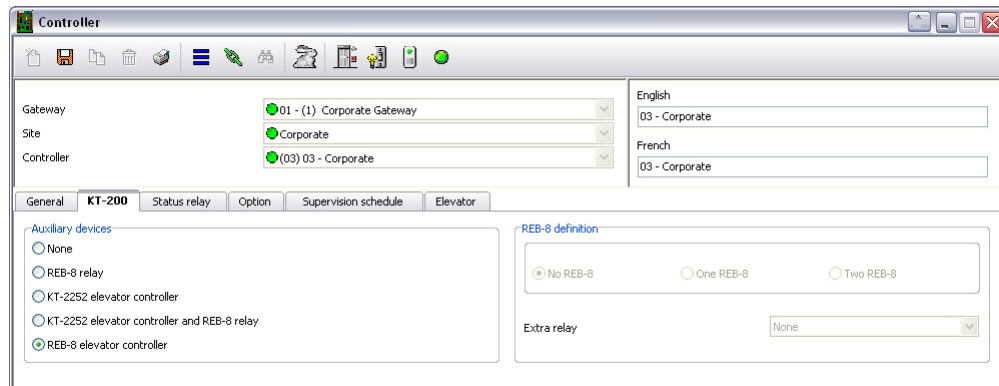 Controller
Gateway
01 - (1) Corporate Gateway
Site
Corporate
Controller
(03) 03 - Corporate
English
03 - Corporate
French
03 - Corporate
General KT-200 Status relay Option Supervision schedule Elevator
Auxiliary devices
None
REB-8 relay
KT-2252 elevator controller
KT-2252 elevator controller and REB-8 relay
REB-8 elevator controller
REB-8 definition
No REB-8 One REB-8 Two REB-8
Extra relay None